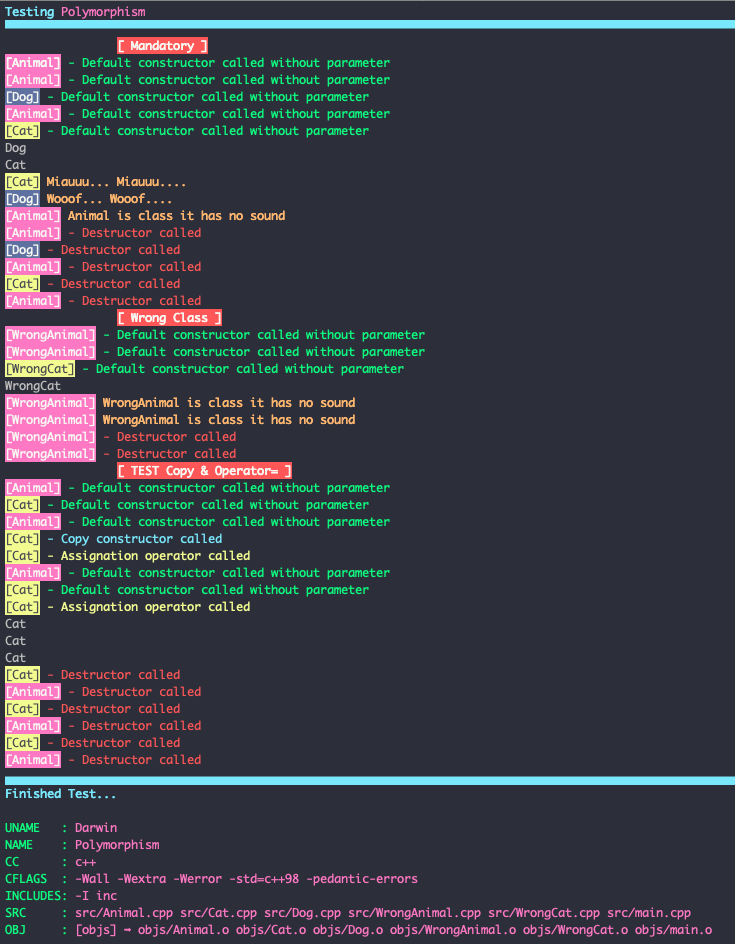 Testing Polymorphism
[ Mandatory ]
[Animal] - Default constructor called without parameter
[Animal] - Default constructor called without parameter
[Dog] - Default constructor called without parameter
[Animal] - Default constructor called without parameter
[Cat] - Default constructor called without parameter
Dog
Cat
[Cat] Miauuu... Miauuu....
[Dog] Wooof... Wooof....
[Animal] Animal is class it has no sound
[Animal] - Destructor called
[Dog] - Destructor called
[Animal] - Destructor called
[Cat] - Destructor called
[Animal] - Destructor called
[ Wrong Class ]
[WrongAnimal] - Default constructor called without parameter
[WrongAnimal] - Default constructor called without parameter
[WrongCat] - Default constructor called without parameter
WrongCat
[WrongAnimal] WrongAnimal is class it has no sound
[WrongAnimal] WrongAnimal is class it has no sound
[WrongAnimal] - Destructor called
[WrongAnimal] - Destructor called
[ TEST Copy & Operator= ]
[Animal] - Default constructor called without parameter
[Cat] - Default constructor called without parameter
[Animal] - Default constructor called without parameter
[Cat] - Copy constructor called
[Cat] - Assignation operator called
[Animal] - Default constructor called without parameter
[Cat] - Default constructor called without parameter
[Cat] - Assignation operator called
Cat
Cat
Cat
[Cat] - Destructor called
[Animal] - Destructor called
[Cat] - Destructor called
[Animal] - Destructor called
[Cat] - Destructor called
[Animal] - Destructor called
Finished Test...
UNAME : Darwin
NAME : Polymorphism
CC : c++
CFLAGS : -Wall -Wextra -Werror -std=c++98 -pedantic-errors
INCLUDES: -I inc
SRC : src/Animal.cpp src/Cat.cpp src/Dog.cpp src/WrongAnimal.cpp src/WrongCat.cpp src/main.cpp
OBJ : [objs] → objs/Animal.o objs/Cat.o objs/Dog.o objs/WrongAnimal.o objs/WrongCat.o objs/main.o